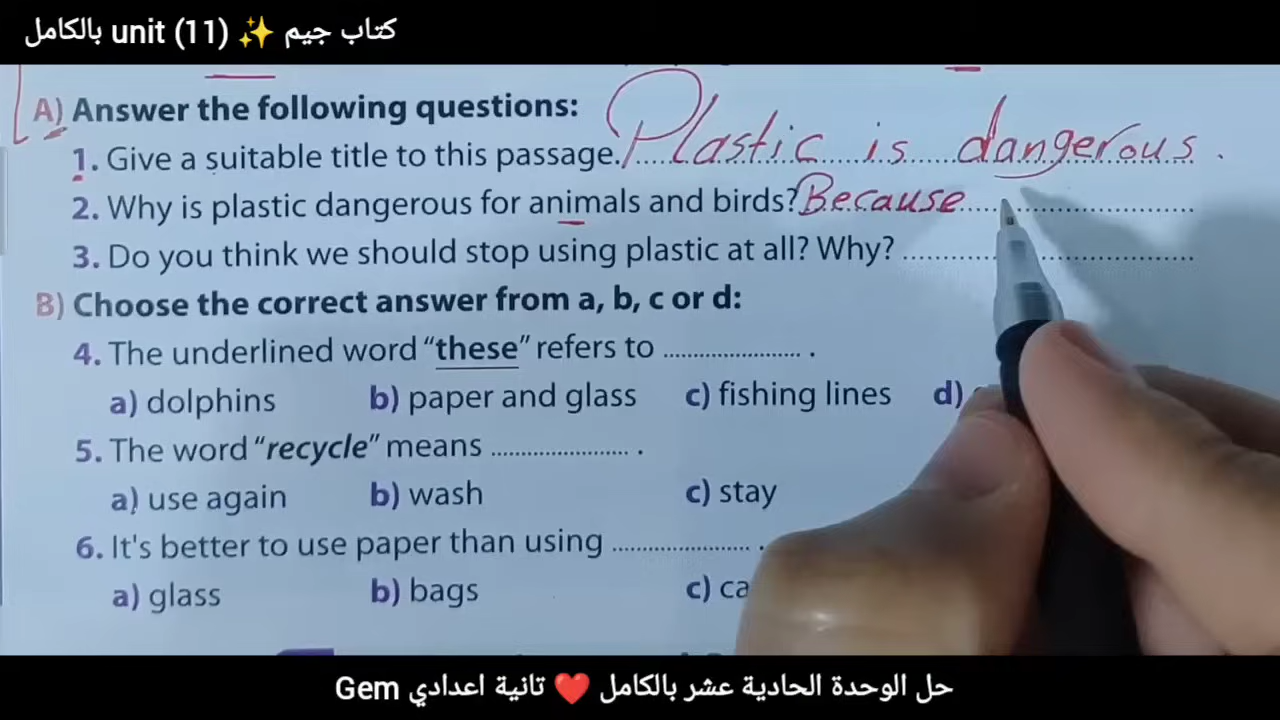 كتاب جيم ✨ unit (11) بالكامل
A) Answer the following questions:
1. Give a suitable title to this passage. Plastic is dangerous.
2. Why is plastic dangerous for animals and birds? Because
3. Do you think we should stop using plastic at all? Why?
B) Choose the correct answer from a, b, c or d:
4. The underlined word “these” refers to .
a) dolphins b) paper and glass c) fishing lines d)
5. The word “recycle” means .
a) use again b) wash c) stay
6. It's better to use paper than using .
a) glass b) bags c)
حل الوحدة الحادية عشر بالكامل ❤️ تانية اعدادي Gem